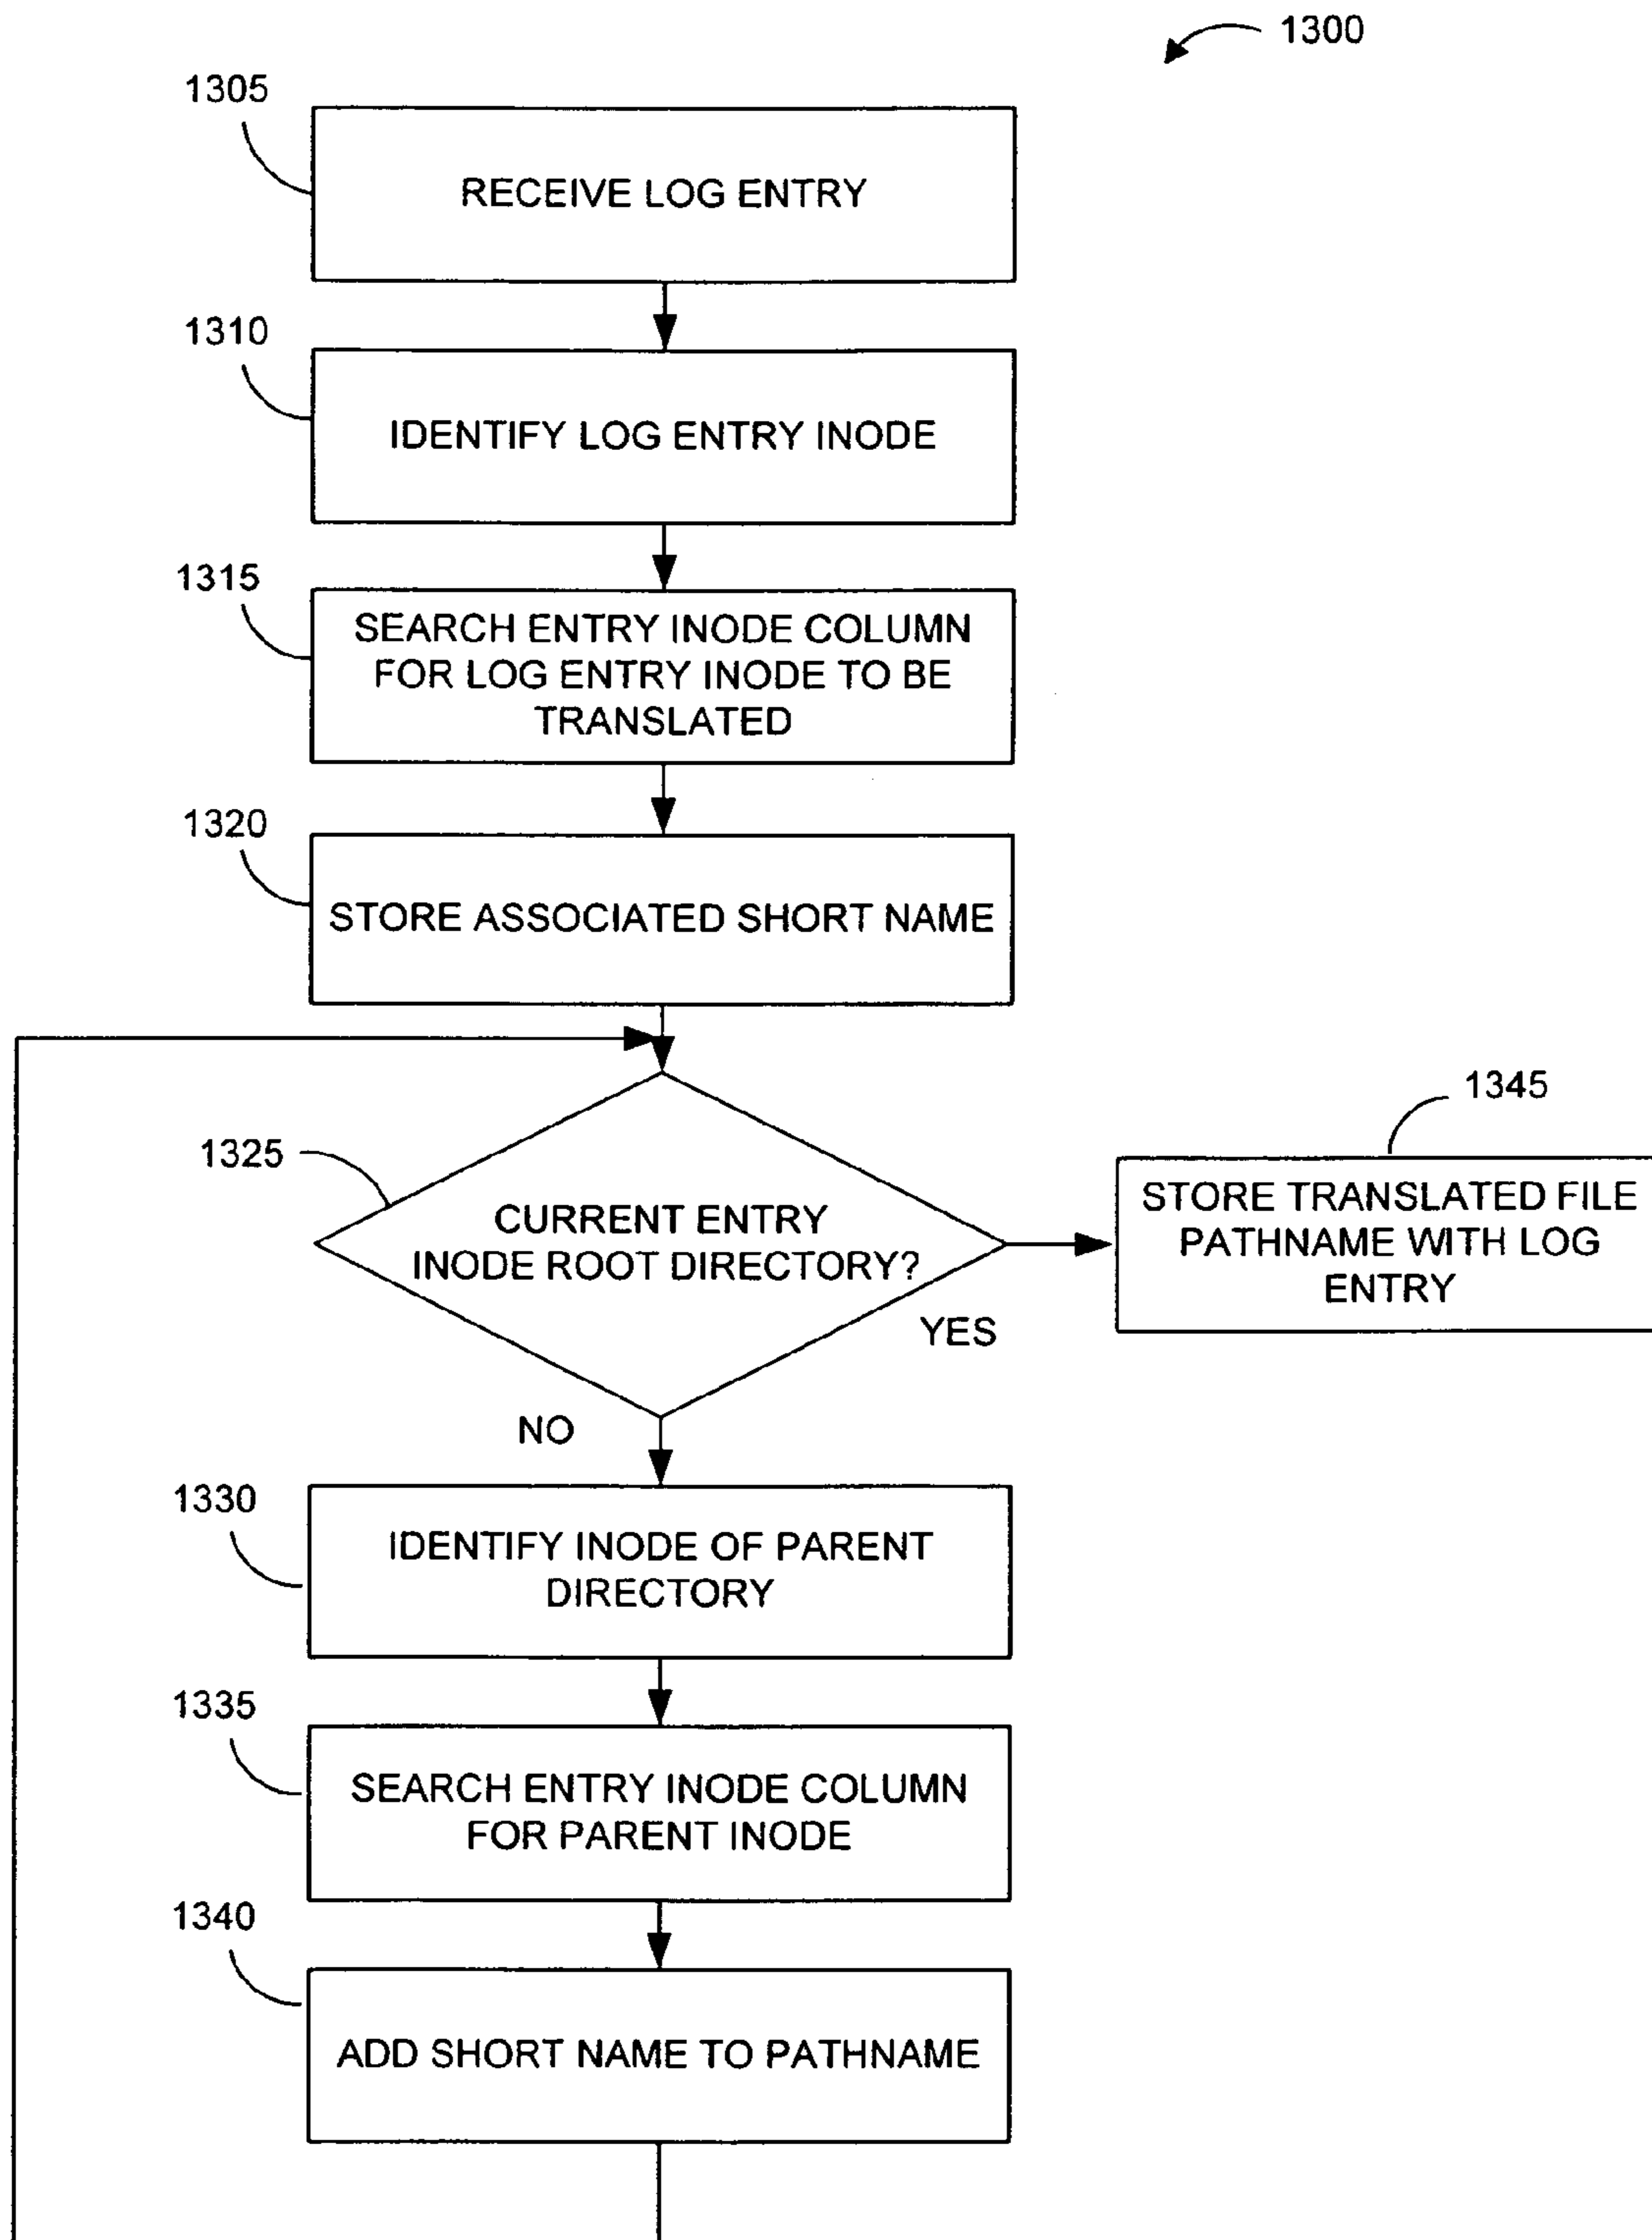 1300
1305
RECEIVE LOG ENTRY
1310
IDENTIFY LOG ENTRY INODE
1315
SEARCH ENTRY INODE COLUMN
FOR LOG ENTRY INODE TO BE
TRANSLATED
1320
STORE ASSOCIATED SHORT NAME
1325
CURRENT ENTRY
INODE ROOT DIRECTORY?
YES
NO
1345
STORE TRANSLATED FILE
PATHNAME WITH LOG
ENTRY
1330
IDENTIFY INODE OF PARENT
DIRECTORY
1335
SEARCH ENTRY INODE COLUMN
FOR PARENT INODE
1340
ADD SHORT NAME TO PATHNAME